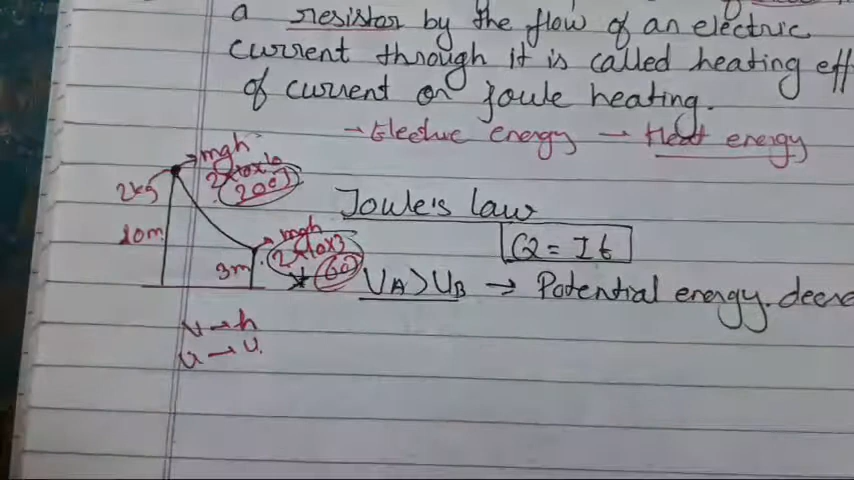 a resistor by the flow of an electric
current through it is called heating eff
of current or Joule heating.
→ Electric energy → Heat energy
mgh
2×10×10
200J
2kg
10m
Joule's law
mgh
2×10×3
60
3m
Q = It
VA > VB → Potential energy decre
V → h
u → U